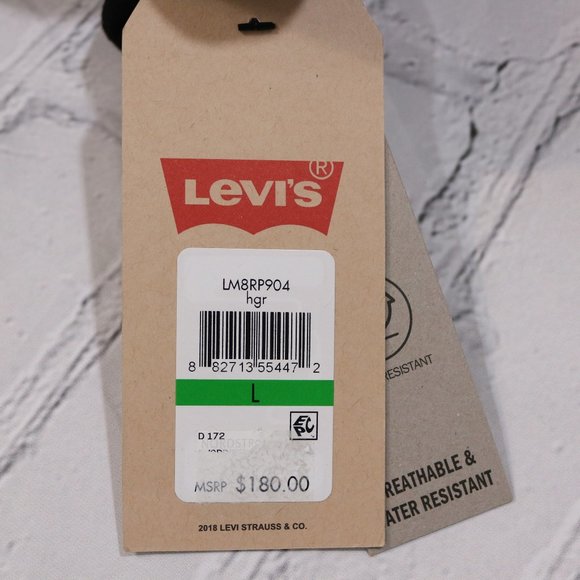 LEVI'S ®
LM8RP904
hgr
8 82713 55447 2
L
EPC
D 172
MSRP $180.00
2018 LEVI STRAUSS & CO.
RESISTANT
REATHABLE &
ATER RESISTANT